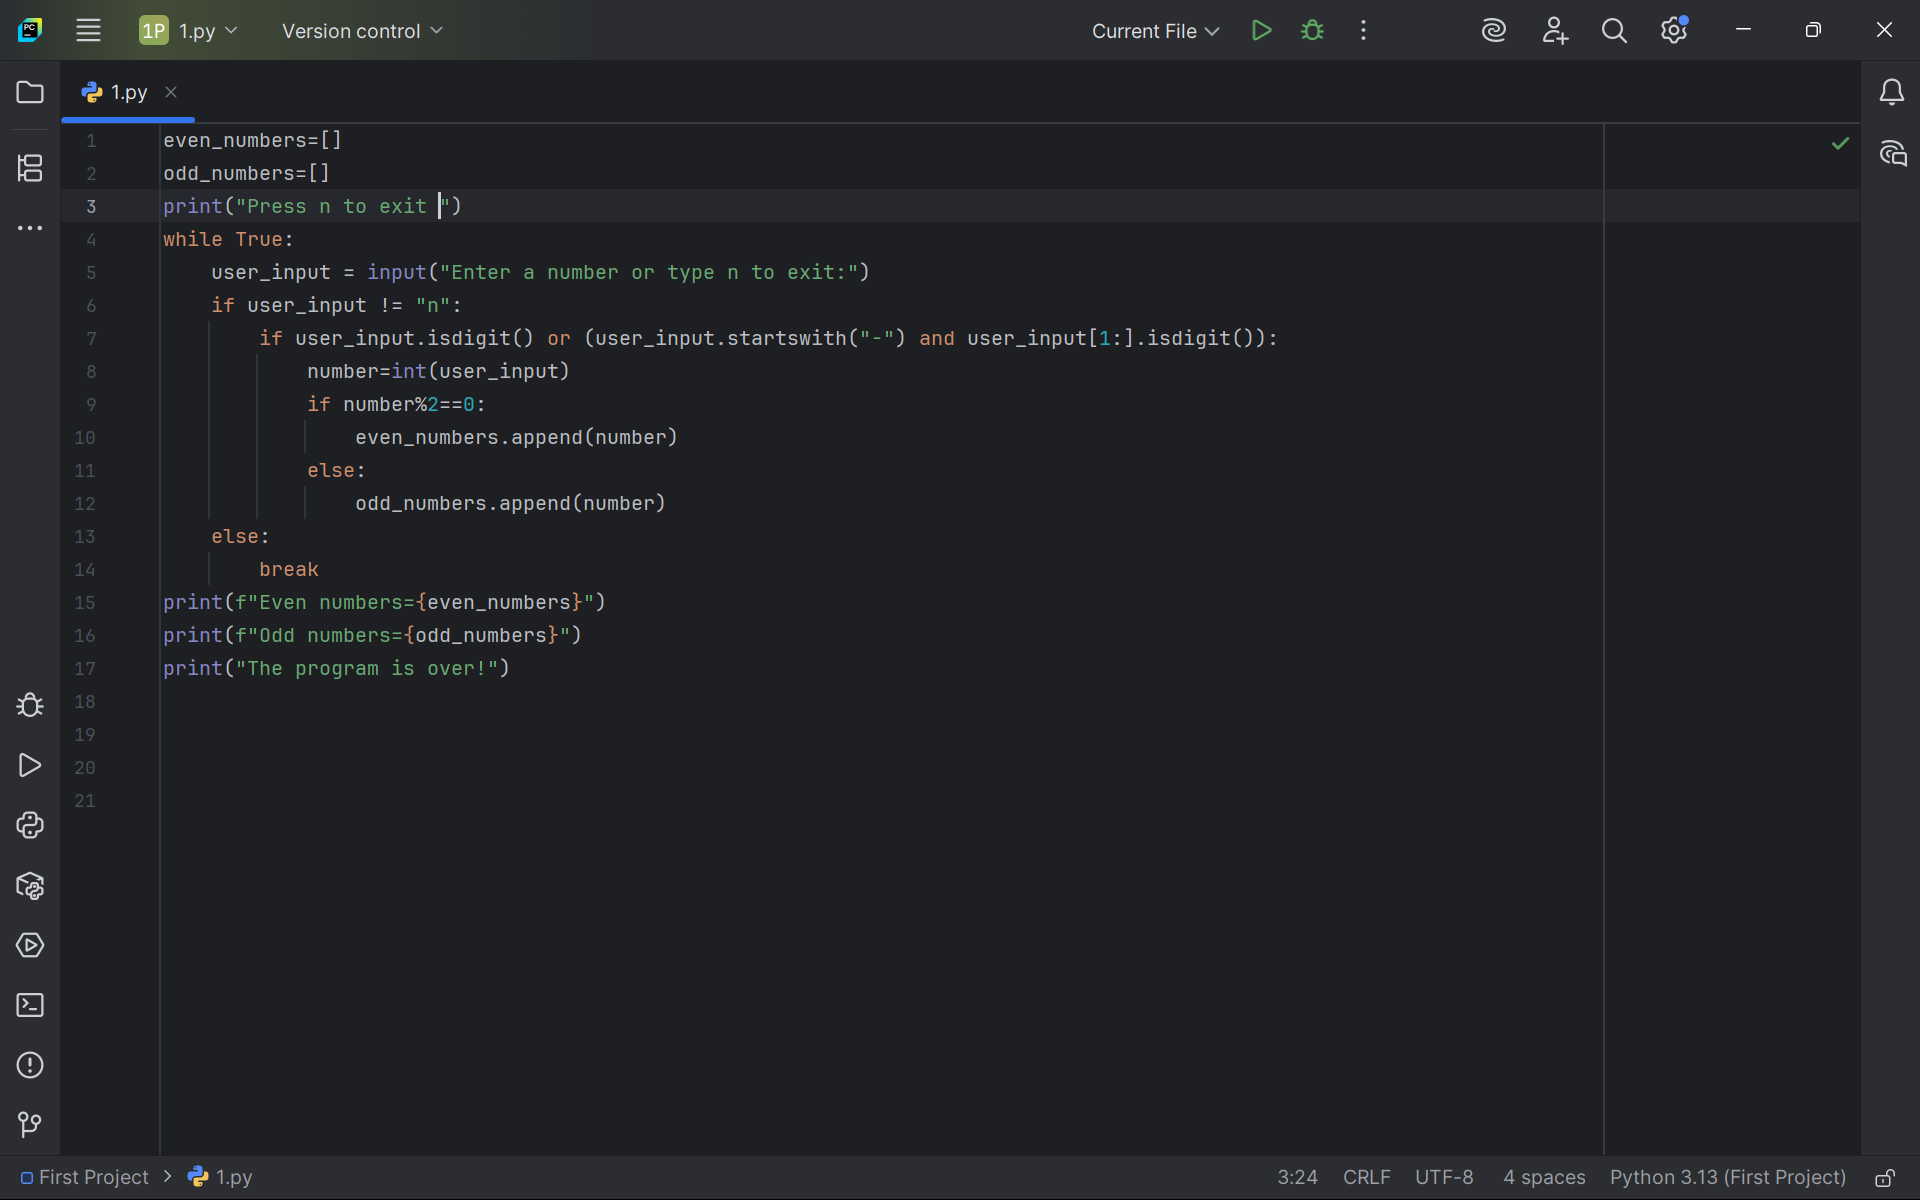 PC
1P 1.py Version control Current File
1.py
1 even_numbers=[]
2 odd_numbers=[]
3 print("Press n to exit ")
4 while True:
5     user_input = input("Enter a number or type n to exit:")
6     if user_input != "n":
7         if user_input.isdigit() or (user_input.startswith("-") and user_input[1:].isdigit()):
8             number=int(user_input)
9             if number%2==0:
10                 even_numbers.append(number)
11             else:
12                 odd_numbers.append(number)
13     else:
14         break
15 print(f"Even numbers={even_numbers}")
16 print(f"Odd numbers={odd_numbers}")
17 print("The program is over!")
18
19
20
21
First Project > 1.py 3:24 CRLF UTF-8 4 spaces Python 3.13 (First Project)